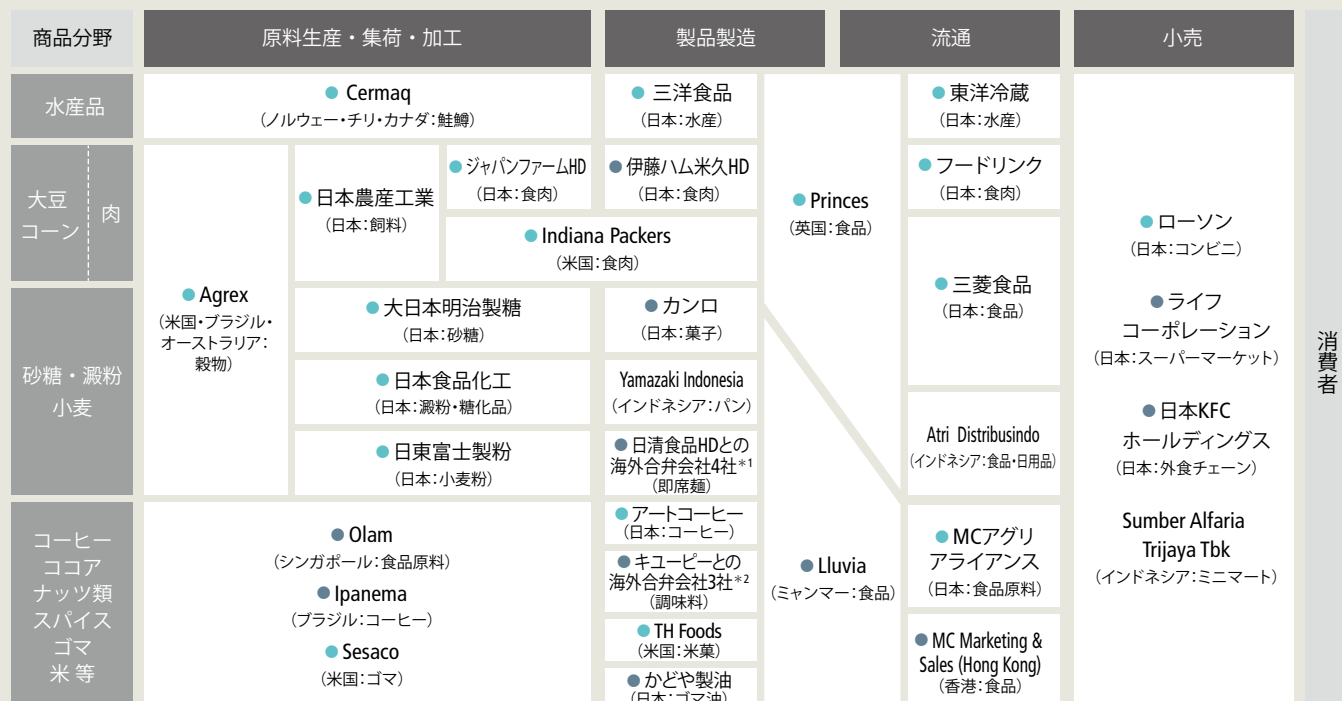 商品分野
原料生産・集荷・加工
製品製造
流通
小売
水産品
● Cermaq
(ノルウェー・チリ・カナダ:鮭鱒)
● 三洋食品
(日本:水産)
● 東洋冷蔵
(日本:水産)
大豆
コーン
肉
● 日本農産工業
(日本:飼料)
● ジャパンファームHD
(日本:食肉)
● 伊藤ハム米久HD
(日本:食肉)
● Indiana Packers
(米国:食肉)
● Princes
(英国:食品)
● フードリンク
(日本:食肉)
● 三菱食品
(日本:食品)
● Agrex
(米国・ブラジル・
オーストラリア:
穀物)
砂糖・澱粉
小麦
● 大日本明治製糖
(日本:砂糖)
● カンロ
(日本:菓子)
● 日本食品化工
(日本:澱粉・糖化品)
Yamazaki Indonesia
(インドネシア:パン)
● 日東富士製粉
(日本:小麦粉)
● 日清食品HDとの
海外合弁会社4社*1
(即席麺)
Atri Distribusindo
(インドネシア:食品・日用品)
コーヒー
ココア
ナッツ類
スパイス
ゴマ
米 等
● Olam
(シンガポール:食品原料)
● Ipanema
(ブラジル:コーヒー)
● Sesaco
(米国:ゴマ)
● アートコーヒー
(日本:コーヒー)
● キユーピーとの
海外合弁会社3社*2
(調味料)
● TH Foods
(米国:米菓)
● かどや製油
(日本:ゴマ油)
● Lluvia
(ミャンマー:食品)
● MCアグリ
アライアンス
(日本:食品原料)
● MC Marketing &
Sales (Hong Kong)
(香港:食品)
● ローソン
(日本:コンビニ)
● ライフ
コーポレーション
(日本:スーパーマーケット)
● 日本KFC
ホールディングス
(日本:外食チェーン)
Sumber Alfaria
Trijaya Tbk
(インドネシア:ミニマート)
消費者